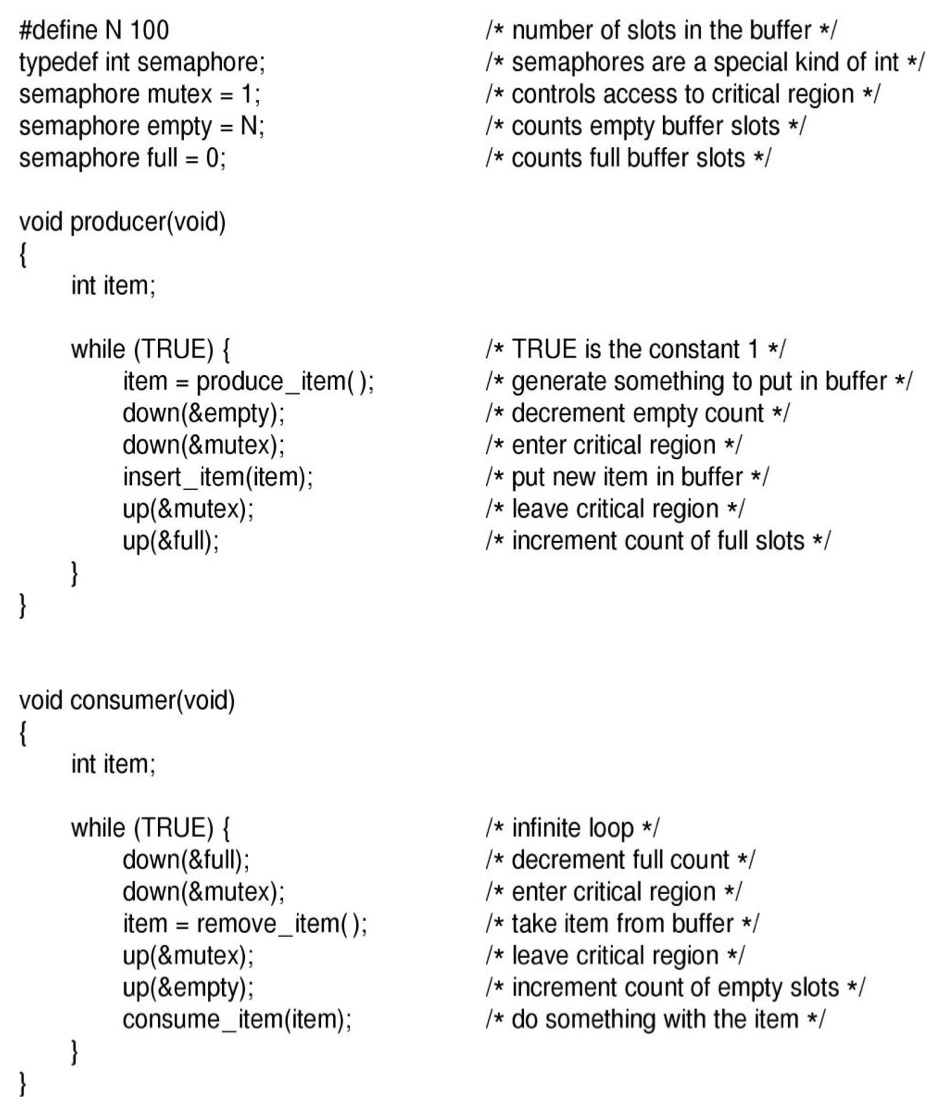 #define N 100 /* number of slots in the buffer */
typedef int semaphore; /* semaphores are a special kind of int */
semaphore mutex = 1; /* controls access to critical region */
semaphore empty = N; /* counts empty buffer slots */
semaphore full = 0; /* counts full buffer slots */
void producer(void)
{
int item;
while (TRUE) { /* TRUE is the constant 1 */
item = produce_item( ); /* generate something to put in buffer */
down(&empty); /* decrement empty count */
down(&mutex); /* enter critical region */
insert_item(item); /* put new item in buffer */
up(&mutex); /* leave critical region */
up(&full); /* increment count of full slots */
}
}
void consumer(void)
{
int item;
while (TRUE) { /* infinite loop */
down(&full); /* decrement full count */
down(&mutex); /* enter critical region */
item = remove_item( ); /* take item from buffer */
up(&mutex); /* leave critical region */
up(&empty); /* increment count of empty slots */
consume_item(item); /* do something with the item */
}
}